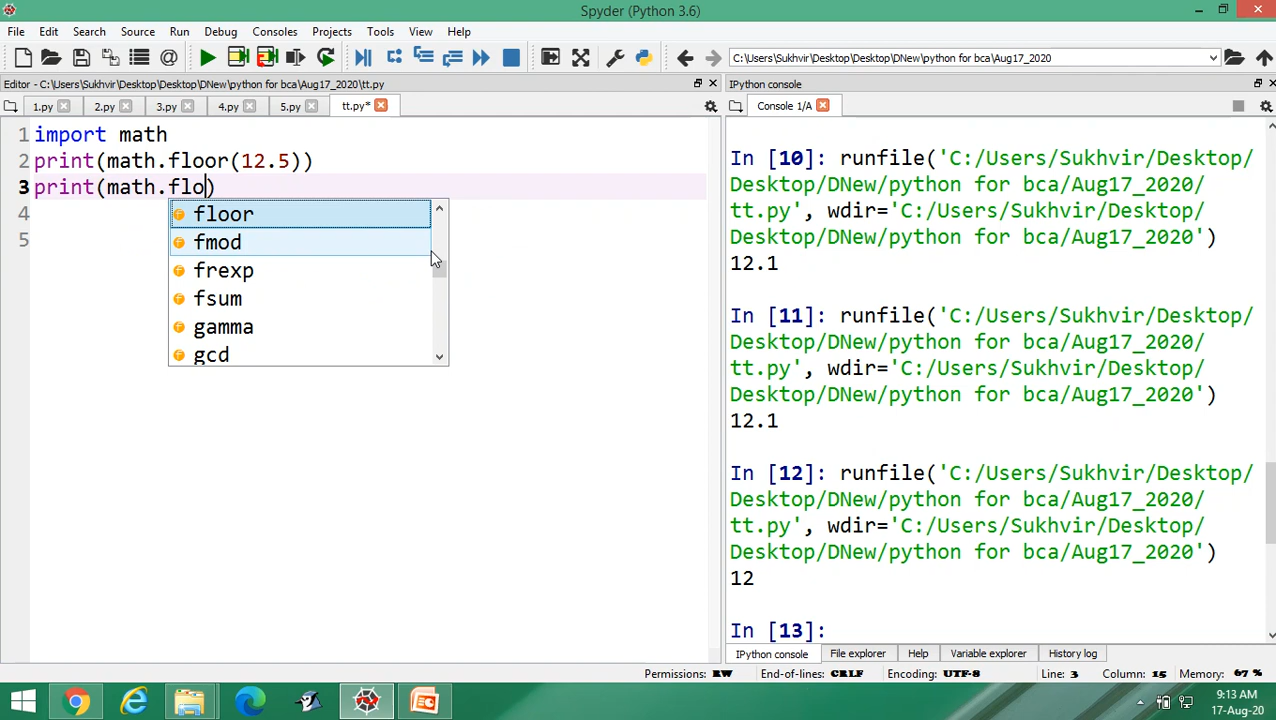 Spyder (Python 3.6)
File Edit Search Source Run Debug Consoles Projects Tools View Help
C:\Users\Sukhvir\Desktop\Desktop\DNew\python for bca\Aug17_2020
Editor - C:\Users\Sukhvir\Desktop\Desktop\DNew\python for bca\Aug17_2020\tt.py
1.py 2.py 3.py 4.py 5.py tt.py*
1 import math
2 print(math.floor(12.5))
3 print(math.flo)
4
5
floor
fmod
frexp
fsum
gamma
gcd
IPython console
Console 1/A
In [10]: runfile('C:/Users/Sukhvir/Desktop/
Desktop/DNew/python for bca/Aug17_2020/
tt.py', wdir='C:/Users/Sukhvir/Desktop/
Desktop/DNew/python for bca/Aug17_2020')
12.1
In [11]: runfile('C:/Users/Sukhvir/Desktop/
Desktop/DNew/python for bca/Aug17_2020/
tt.py', wdir='C:/Users/Sukhvir/Desktop/
Desktop/DNew/python for bca/Aug17_2020')
12.1
In [12]: runfile('C:/Users/Sukhvir/Desktop/
Desktop/DNew/python for bca/Aug17_2020/
tt.py', wdir='C:/Users/Sukhvir/Desktop/
Desktop/DNew/python for bca/Aug17_2020')
12
In [13]:
IPython console File explorer Help Variable explorer History log
Permissions: RW End-of-lines: CRLF Encoding: UTF-8 Line: 3 Column: 15 Memory: 67 %
9:13 AM
17-Aug-20